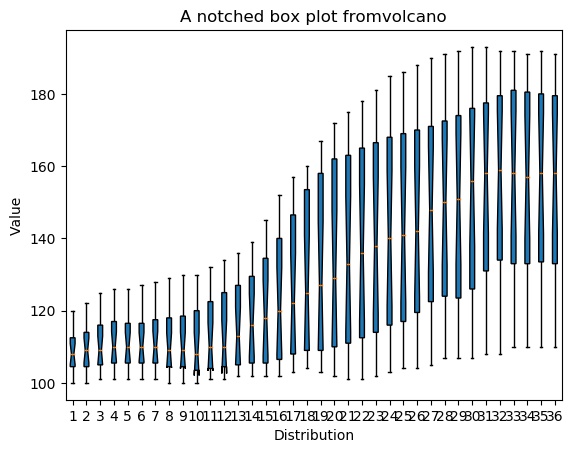 A notched box plot fromvolcano
Value
180
160
140
120
100
1 2 3 4 5 6 7 8 9 10 11 12 13 14 15 16 17 18 19 20 21 22 23 24 25 26 27 28 29 30 31 32 33 34 35 36
Distribution